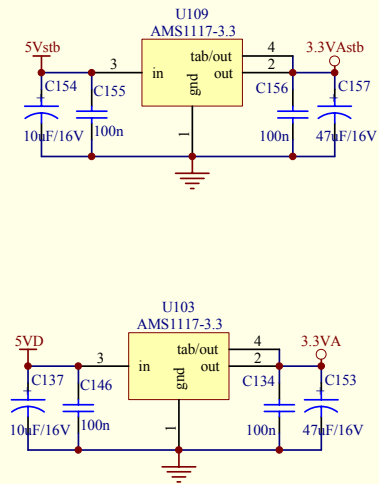 U109
AMS1117-3.3
5Vstb
3.3VAstb
3
in
tab/out
4
out
2
gnd
1
C154
C155
C156
C157
10uF/16V
100n
100n
47uF/16V
U103
AMS1117-3.3
5VD
3.3VA
3
in
tab/out
4
out
2
gnd
1
C137
C146
C134
C153
10uF/16V
100n
100n
47uF/16V